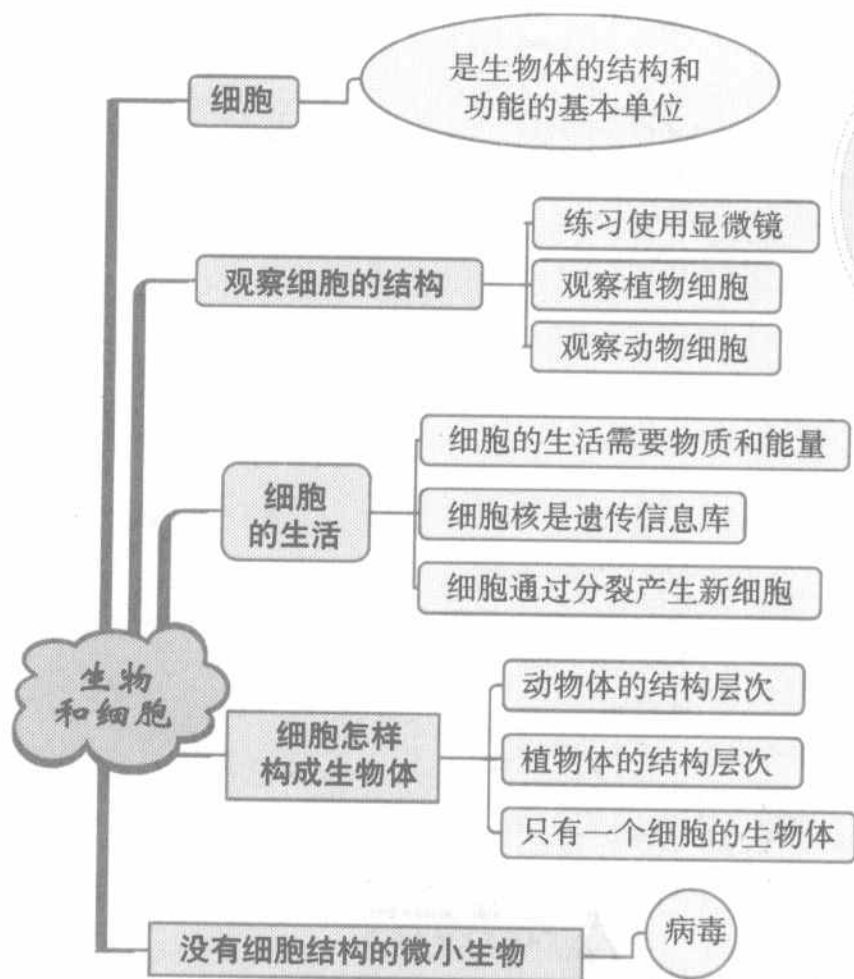 细胞
是生物体的结构和
功能的基本单位
观察细胞的结构
练习使用显微镜
观察植物细胞
观察动物细胞
细胞
的生活
细胞的生活需要物质和能量
细胞核是遗传信息库
细胞通过分裂产生新细胞
生物
和细胞
细胞怎样
构成生物体
动物体的结构层次
植物体的结构层次
只有一个细胞的生物体
没有细胞结构的微小生物
病毒